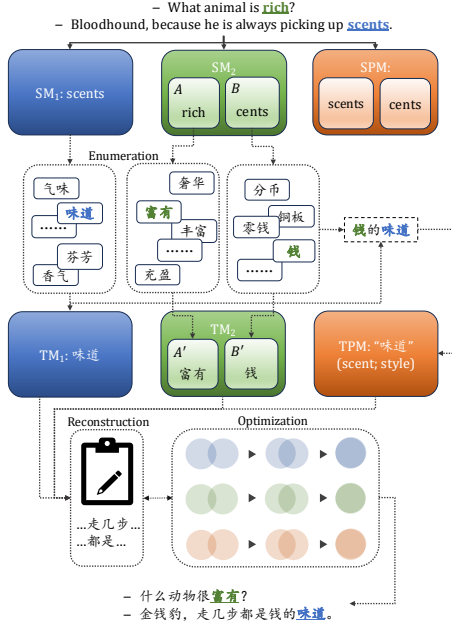 – What animal is rich?
– Bloodhound, because he is always picking up scents.
SM₁: scents
SM₂
A
rich
B
cents
SPM:
scents
cents
Enumeration
气味
味道
……
芬芳
香气
奢华
富有
丰富
……
充盈
分币
铜板
零钱
钱
……
钱的味道
TM₁: 味道
TM₂
A′
富有
B′
钱
TPM: “味道”
(scent; style)
Reconstruction
…走几步…
…都是…
Optimization
– 什么动物很富有?
– 金钱豹，走几步都是钱的味道。